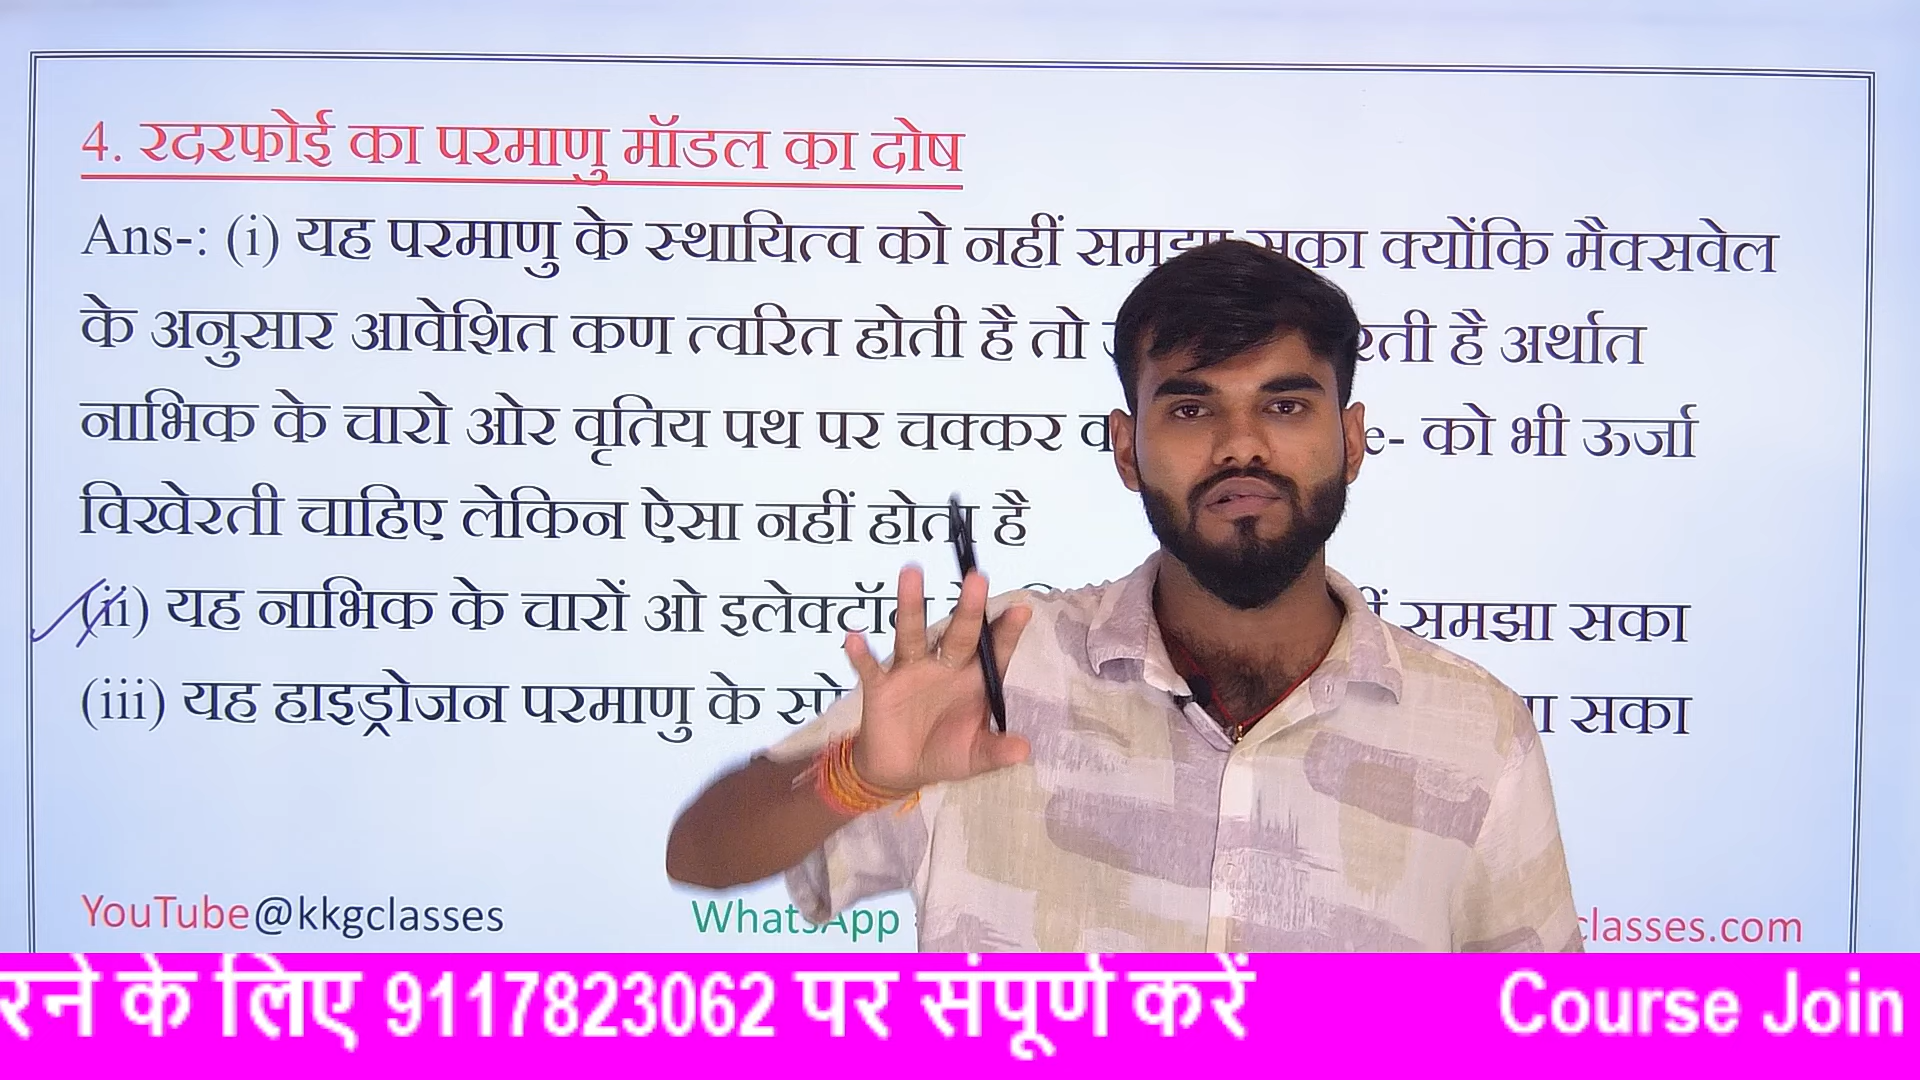 4. रदरफोई का परमाणु मॉडल का दोष
Ans-: (i) यह परमाणु के स्थायित्व को नहीं समझा सका क्योंकि मैक्सवेल
के अनुसार आवेशित कण त्वरित होती है तो है अर्थात
नाभिक के चारो ओर वृतिय पथ पर चक्कर e- को भी ऊर्जा
विखेरती चाहिए लेकिन ऐसा नहीं होता है
(ii) यह नाभिक के चारों ओ समझा सका
(iii) यह हाइड्रोजन परमाणु के सका
YouTube@kkgclasses WhatsApp classes.com
रने के लिए 9117823062 पर संपूर्ण करें Course Join